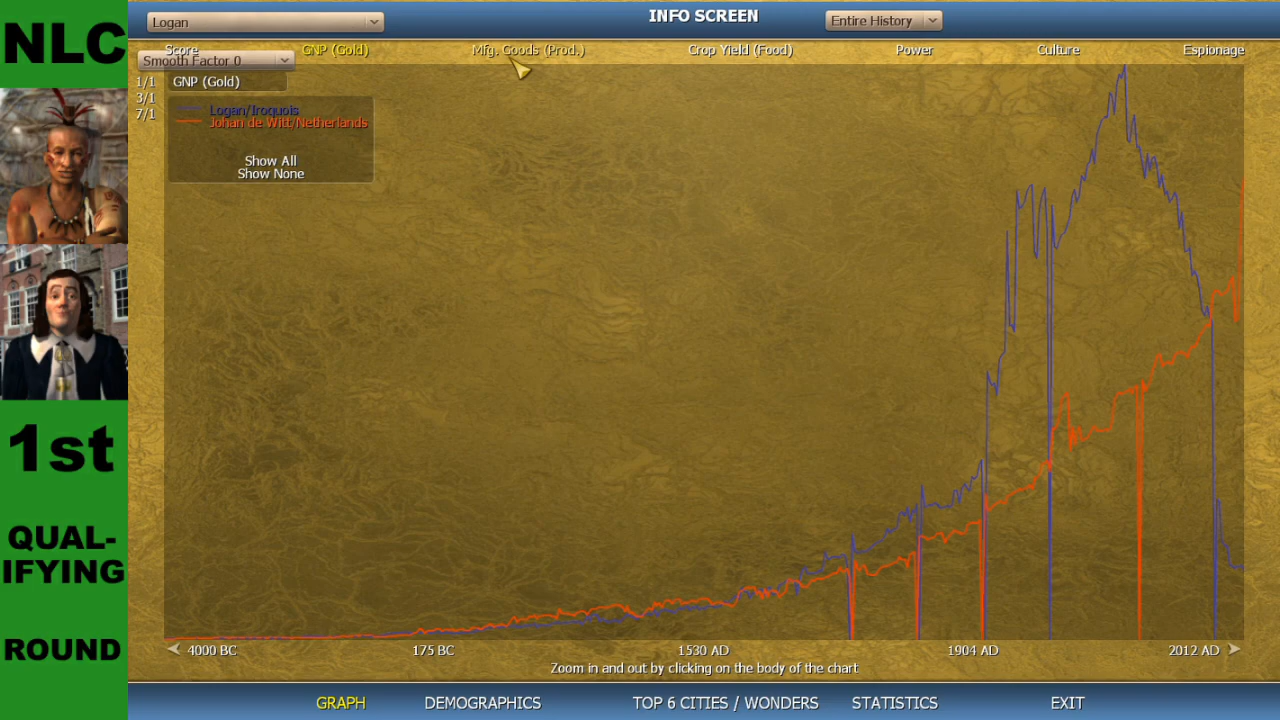 NLC
1st
QUAL-
IFYING
ROUND
Logan
INFO SCREEN
Entire History
Score GNP (Gold) Mfg. Goods (Prod.) Crop Yield (Food) Power Culture Espionage
Smooth Factor 0
1/1
3/1
7/1
GNP (Gold)
Logan/Iroquois
Johan de Witt/Netherlands
Show All
Show None
4000 BC 175 BC 1530 AD 1904 AD 2012 AD
Zoom in and out by clicking on the body of the chart
GRAPH DEMOGRAPHICS TOP 6 CITIES / WONDERS STATISTICS EXIT